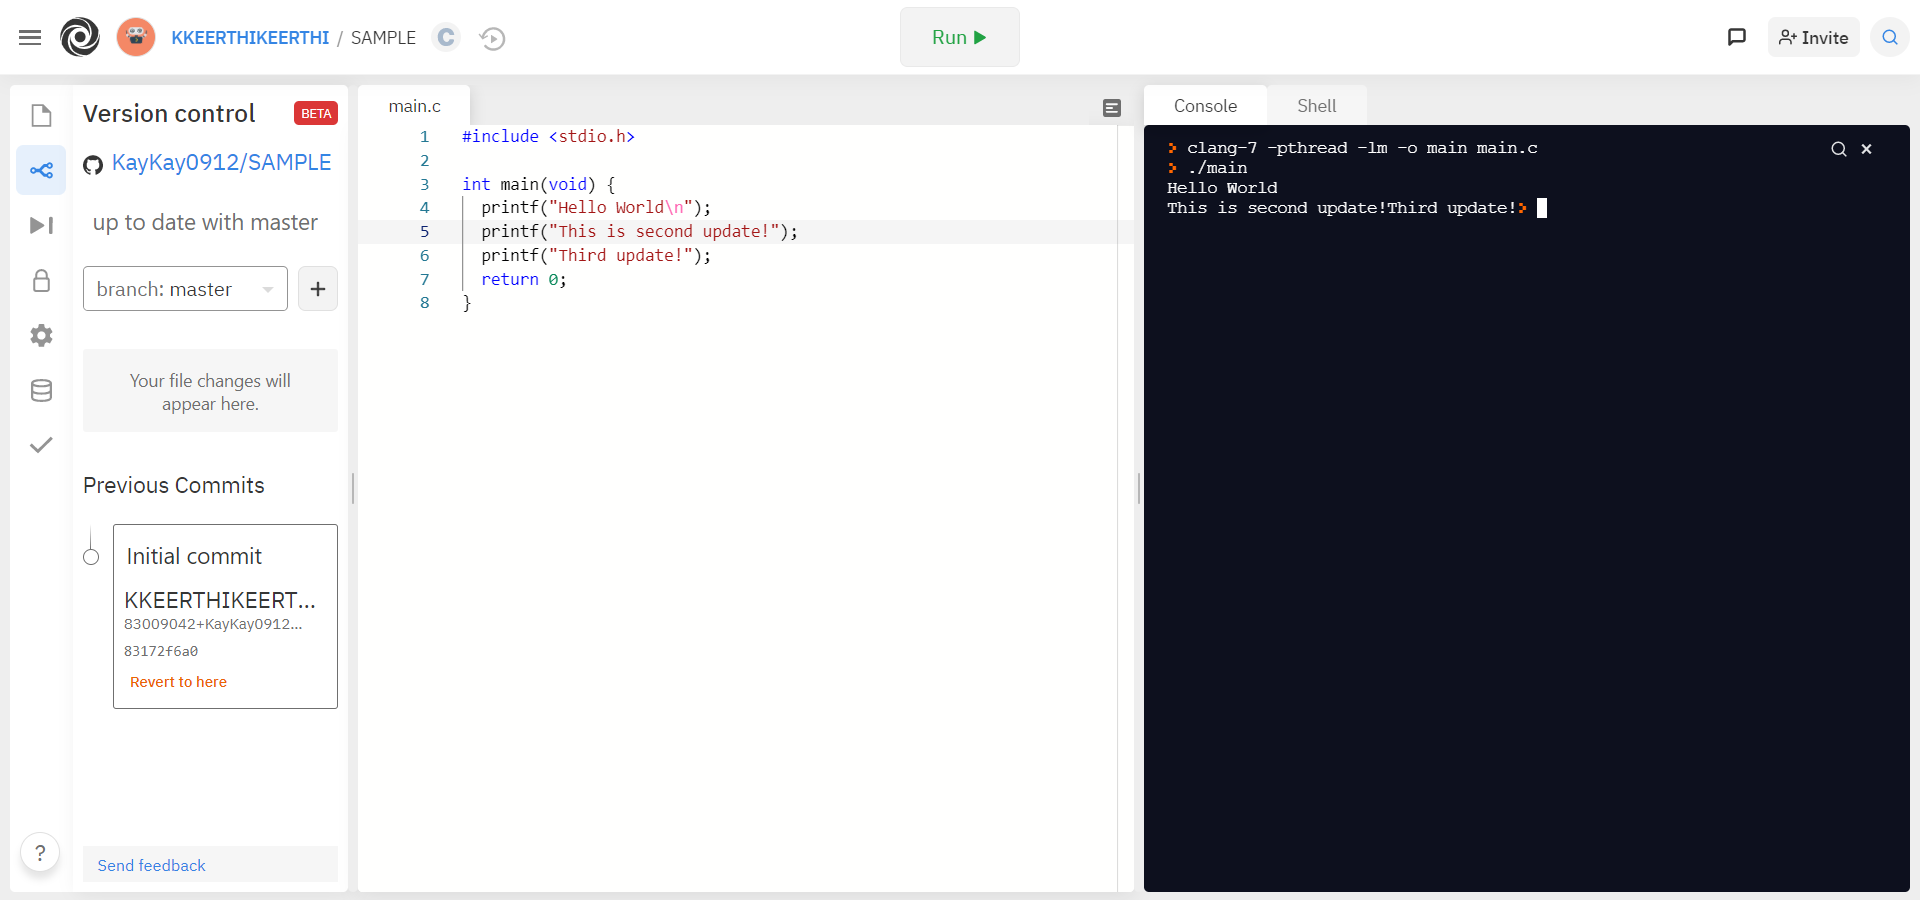 KKEERTHIKEERTHI / SAMPLE C
Run
Invite
Version control BETA
KayKay0912/SAMPLE
up to date with master
branch: master
+
Your file changes will
appear here.
Previous Commits
Initial commit
KKEERTHIKEERT...
83009042+KayKay0912...
83172f6a0
Revert to here
?
Send feedback
main.c
1 #include <stdio.h>
2
3 int main(void) {
4 printf("Hello World\n");
5 printf("This is second update!");
6 printf("Third update!");
7 return 0;
8 }
Console Shell
> clang-7 -pthread -lm -o main main.c
> ./main
Hello World
This is second update!Third update!>